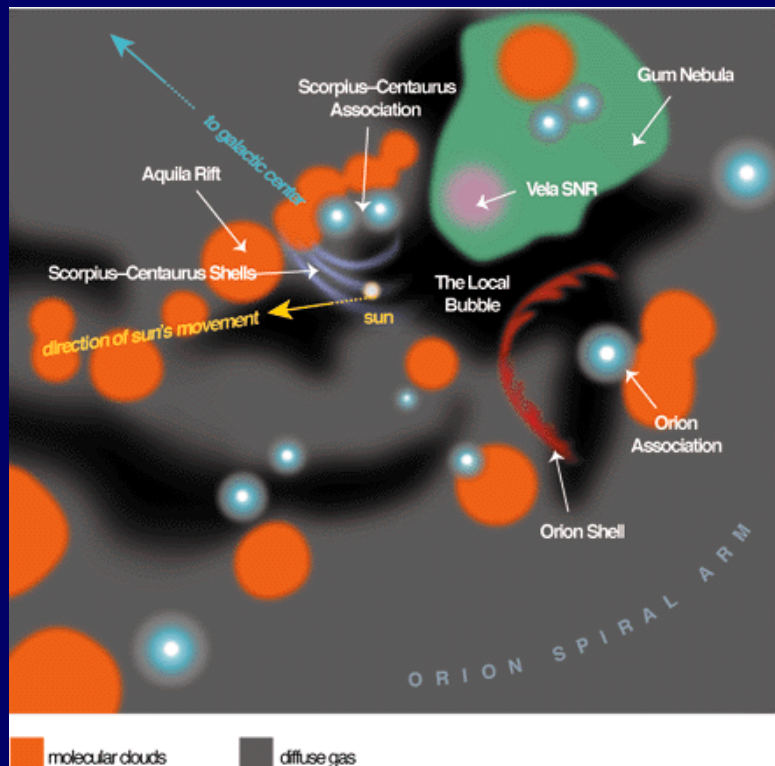 to galactic center
Scorpius–Centaurus
Association
Gum Nebula
Aquila Rift
Vela SNR
Scorpius–Centaurus Shells
The Local
Bubble
direction of sun's movement
sun
Orion
Association
Orion Shell
ORION SPIRAL ARM
molecular clouds
diffuse gas